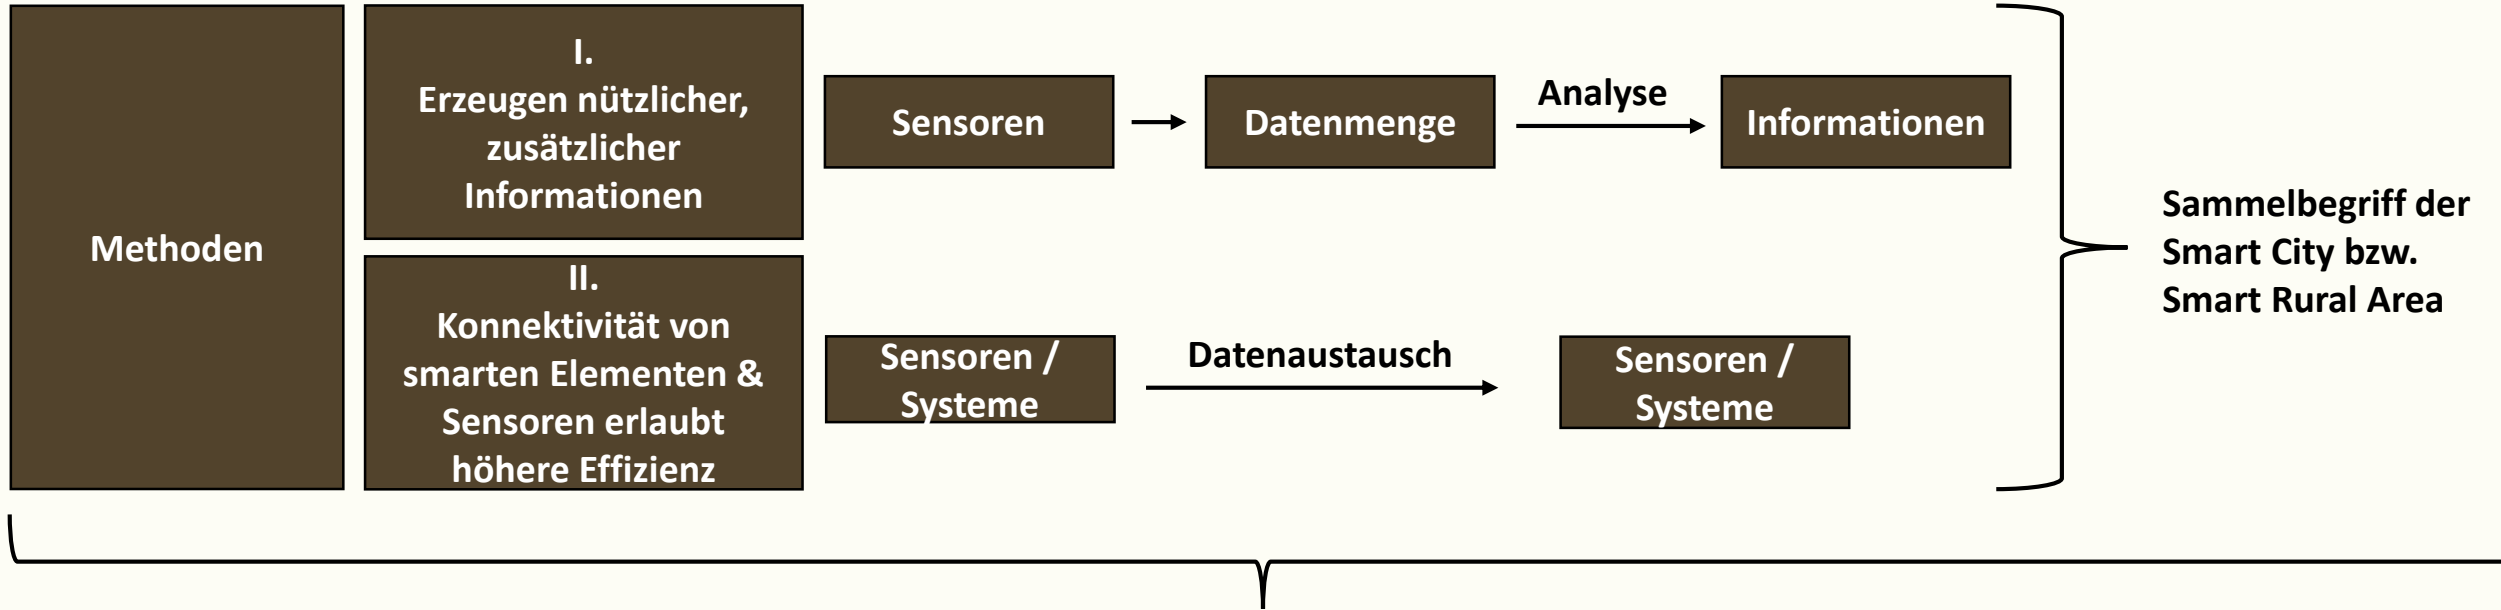 Methoden
I.
Erzeugen nützlicher,
zusätzlicher
Informationen
Sensoren
Datenmenge
Analyse
Informationen
II.
Konnektivität von
smarten Elementen &
Sensoren erlaubt
höhere Effizienz
Sensoren /
Systeme
Datenaustausch
Sensoren /
Systeme
Sammelbegriff der
Smart City bzw.
Smart Rural Area